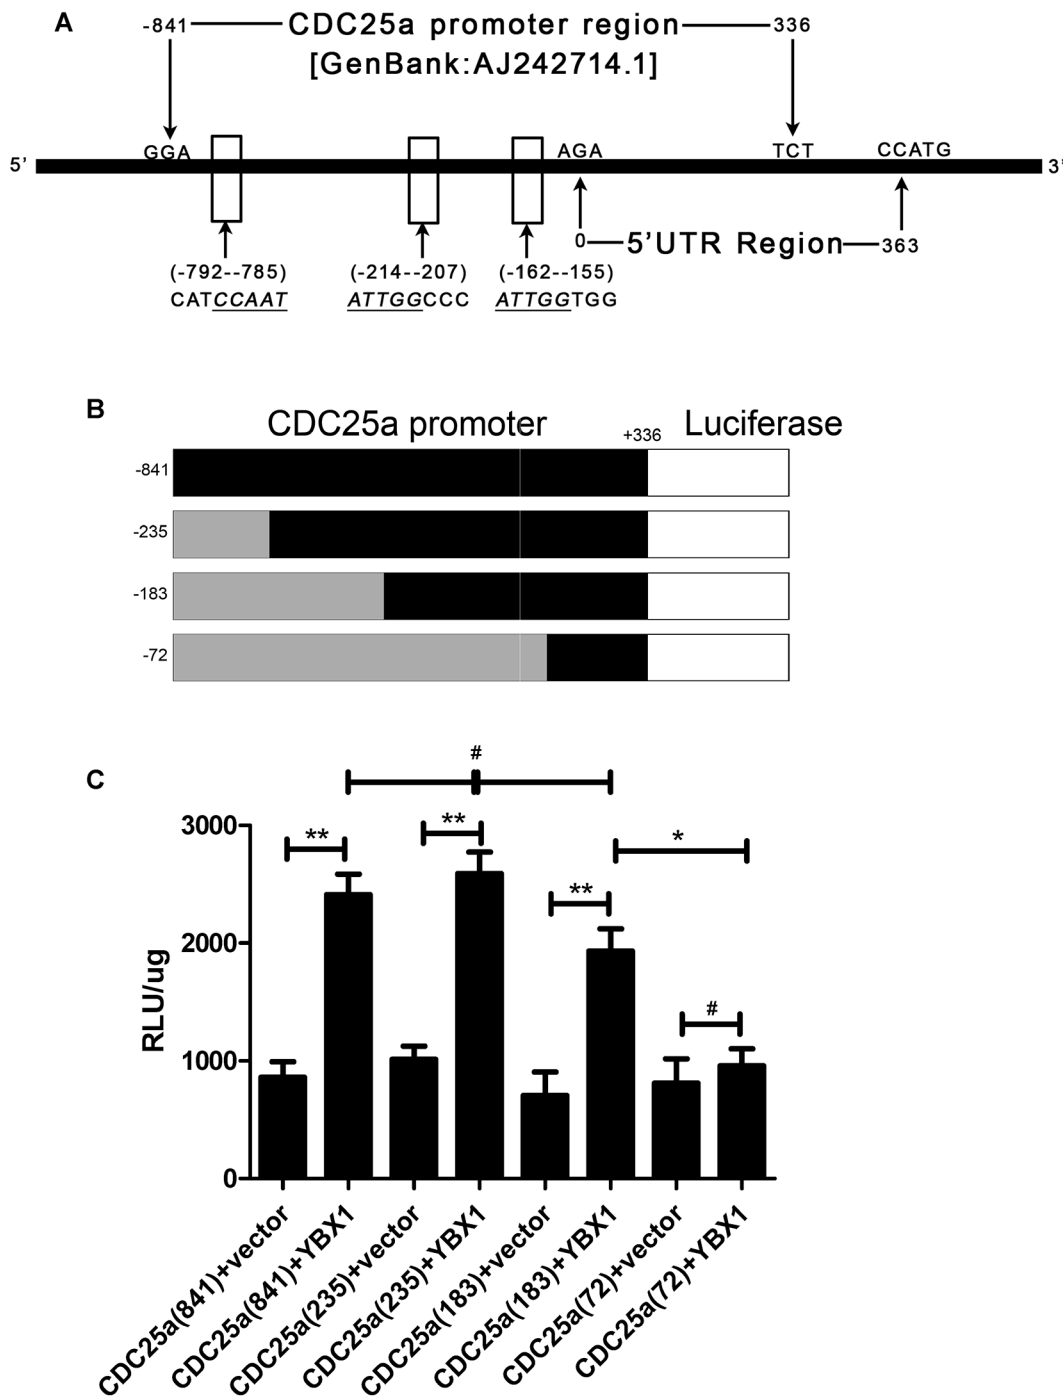 A
-841 CDC25a promoter region 336
[GenBank:AJ242714.1]
GGA AGA TCT CCATG
5’ 3’
0 5’UTR Region 363
(-792--785) (-214--207) (-162--155)
CATCCAAT ATTGGCCC ATTGGTGG
B
CDC25a promoter +336 Luciferase
-841
-235
-183
-72
C
#
** ** ** * #
3000
2000
1000
0
RLU/ug
CDC25a(841)+vector
CDC25a(841)+YBX1
CDC25a(235)+vector
CDC25a(235)+YBX1
CDC25a(183)+vector
CDC25a(183)+YBX1
CDC25a(72)+vector
CDC25a(72)+YBX1